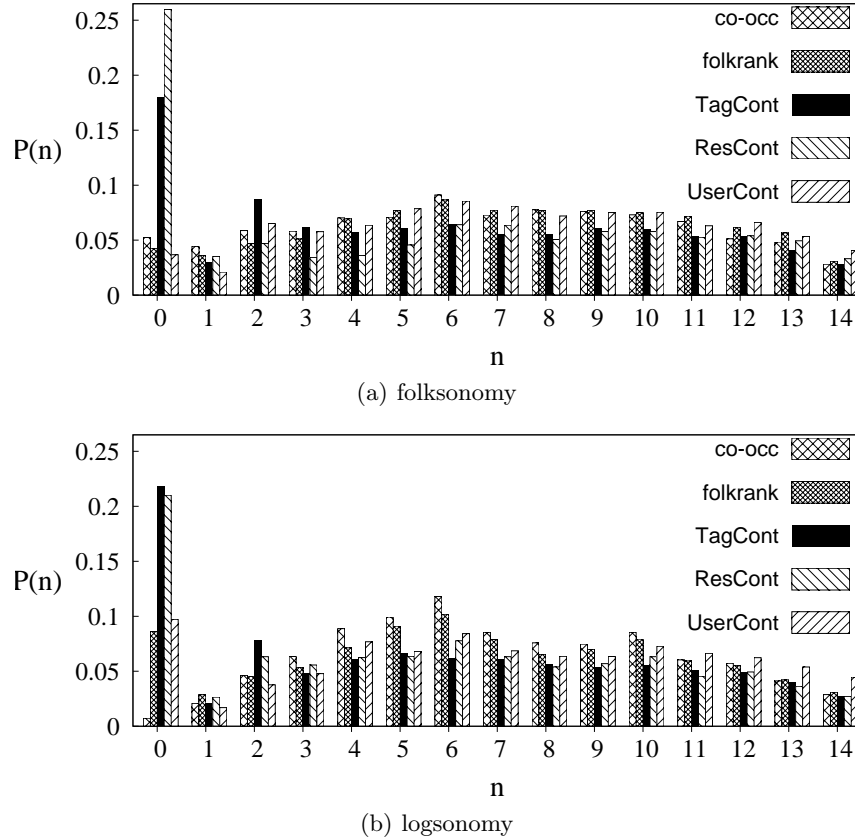 0.25
0.2
0.15
0.1
0.05
0
P(n)
co-occ
folkrank
TagCont
ResCont
UserCont
0 1 2 3 4 5 6 7 8 9 10 11 12 13 14
n
(a) folksonomy
0.25
0.2
0.15
0.1
0.05
0
P(n)
co-occ
folkrank
TagCont
ResCont
UserCont
0 1 2 3 4 5 6 7 8 9 10 11 12 13 14
n
(b) logsonomy